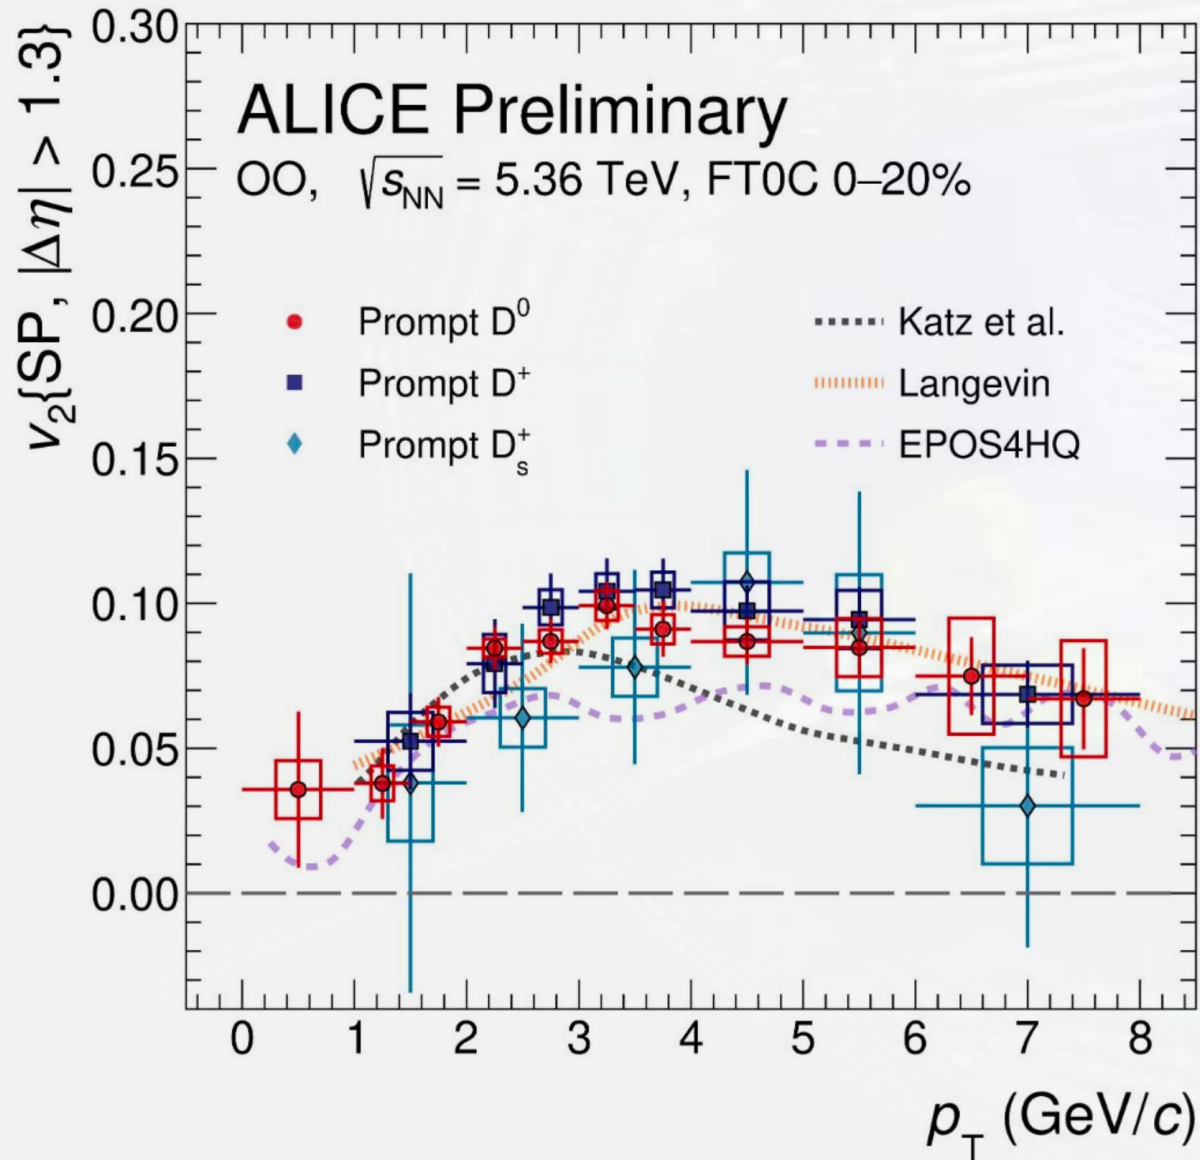 v₂{SP, |Δη| > 1.3}
0.30
0.25
0.20
0.15
0.10
0.05
0.00
ALICE Preliminary
OO, √sNN = 5.36 TeV, FT0C 0–20%
Prompt D⁰
Prompt D⁺
Prompt Dₛ⁺
Katz et al.
Langevin
EPOS4HQ
0 1 2 3 4 5 6 7 8
pT (GeV/c)